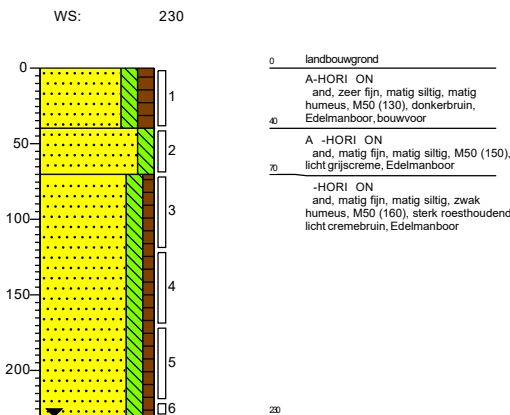 WS: 230
0 landbouwgrond
A-HORI ON
and, zeer fijn, matig siltig, matig
humeus, M50 (130), donkerbruin,
Edelmanboor, bouwvoor
40
A -HORI ON
and, matig fijn, matig siltig, M50 (150),
licht grijscreme, Edelmanboor
70
-HORI ON
and, matig fijn, matig siltig, zwak
humeus, M50 (160), sterk roesthoudend,
licht cremebruin, Edelmanboor
230
0
50
100
150
200
1
2
3
4
5
6